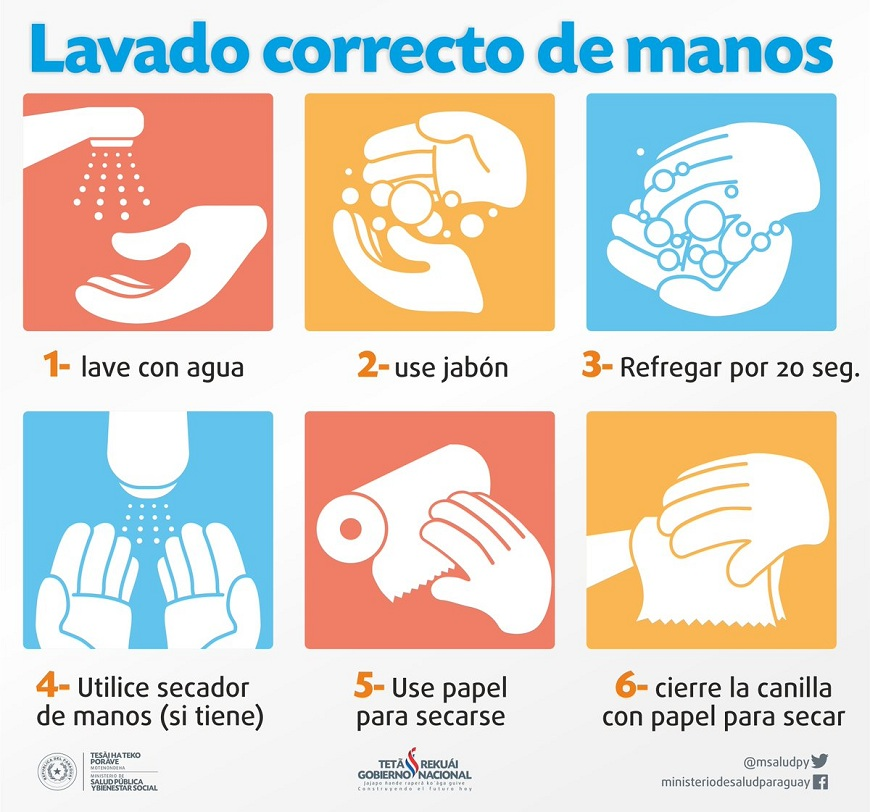 Lavado correcto de manos
1- lave con agua
2- use jabón
3- Refregar por 20 seg.
4- Utilice secador
de manos (si tiene)
5- Use papel
para secarse
6- cierre la canilla
con papel para secar
TESÃI HA TEKO
PORÃVE
MOTENONDEHA
MINISTERIO DE
SALUD PÚBLICA
Y BIENESTAR SOCIAL
TETÃ REKUÁI
GOBIERNO NACIONAL
Construyendo el futuro hoy
@msaludpy
ministeriodesaludparaguay